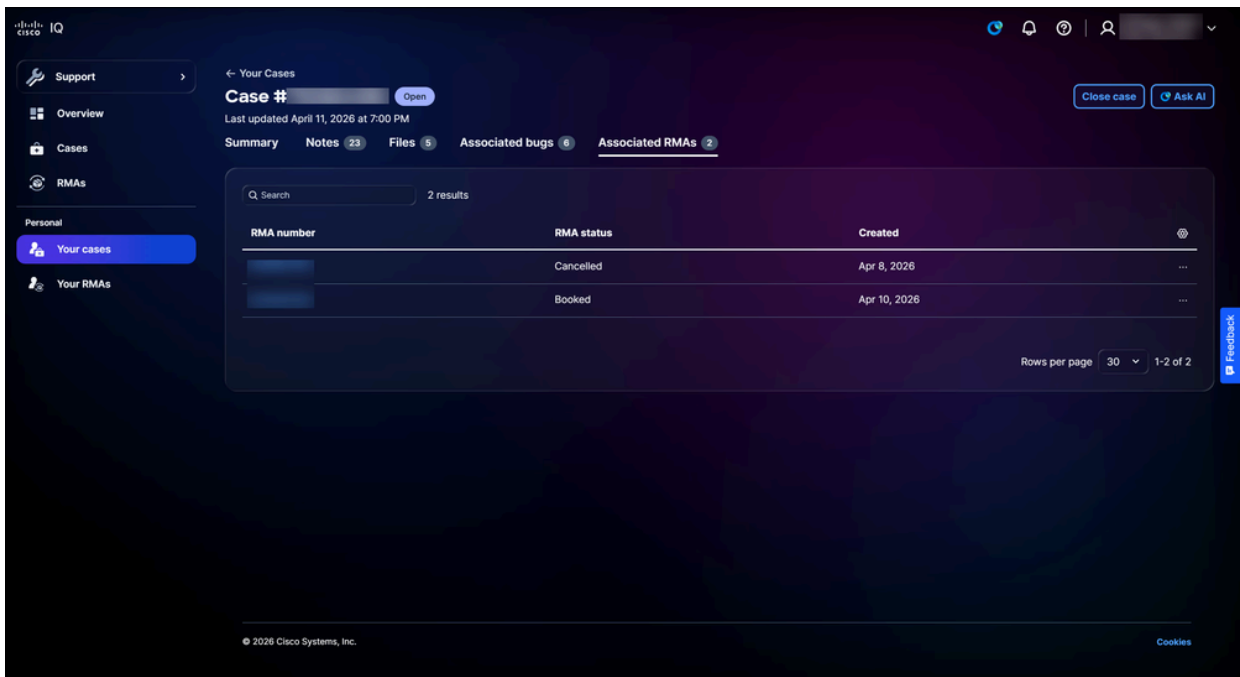 cisco IQ
Support
Overview
Cases
RMAs
Personal
Your cases
Your RMAs
← Your Cases
Case # Open
Last updated April 11, 2026 at 7:00 PM
Close case Ask AI
Summary Notes 23 Files 5 Associated bugs 6 Associated RMAs 2
Search 2 results
RMA number RMA status Created
Cancelled Apr 8, 2026 ...
Booked Apr 10, 2026 ...
Rows per page 30 1-2 of 2
Feedback
© 2026 Cisco Systems, Inc. Cookies